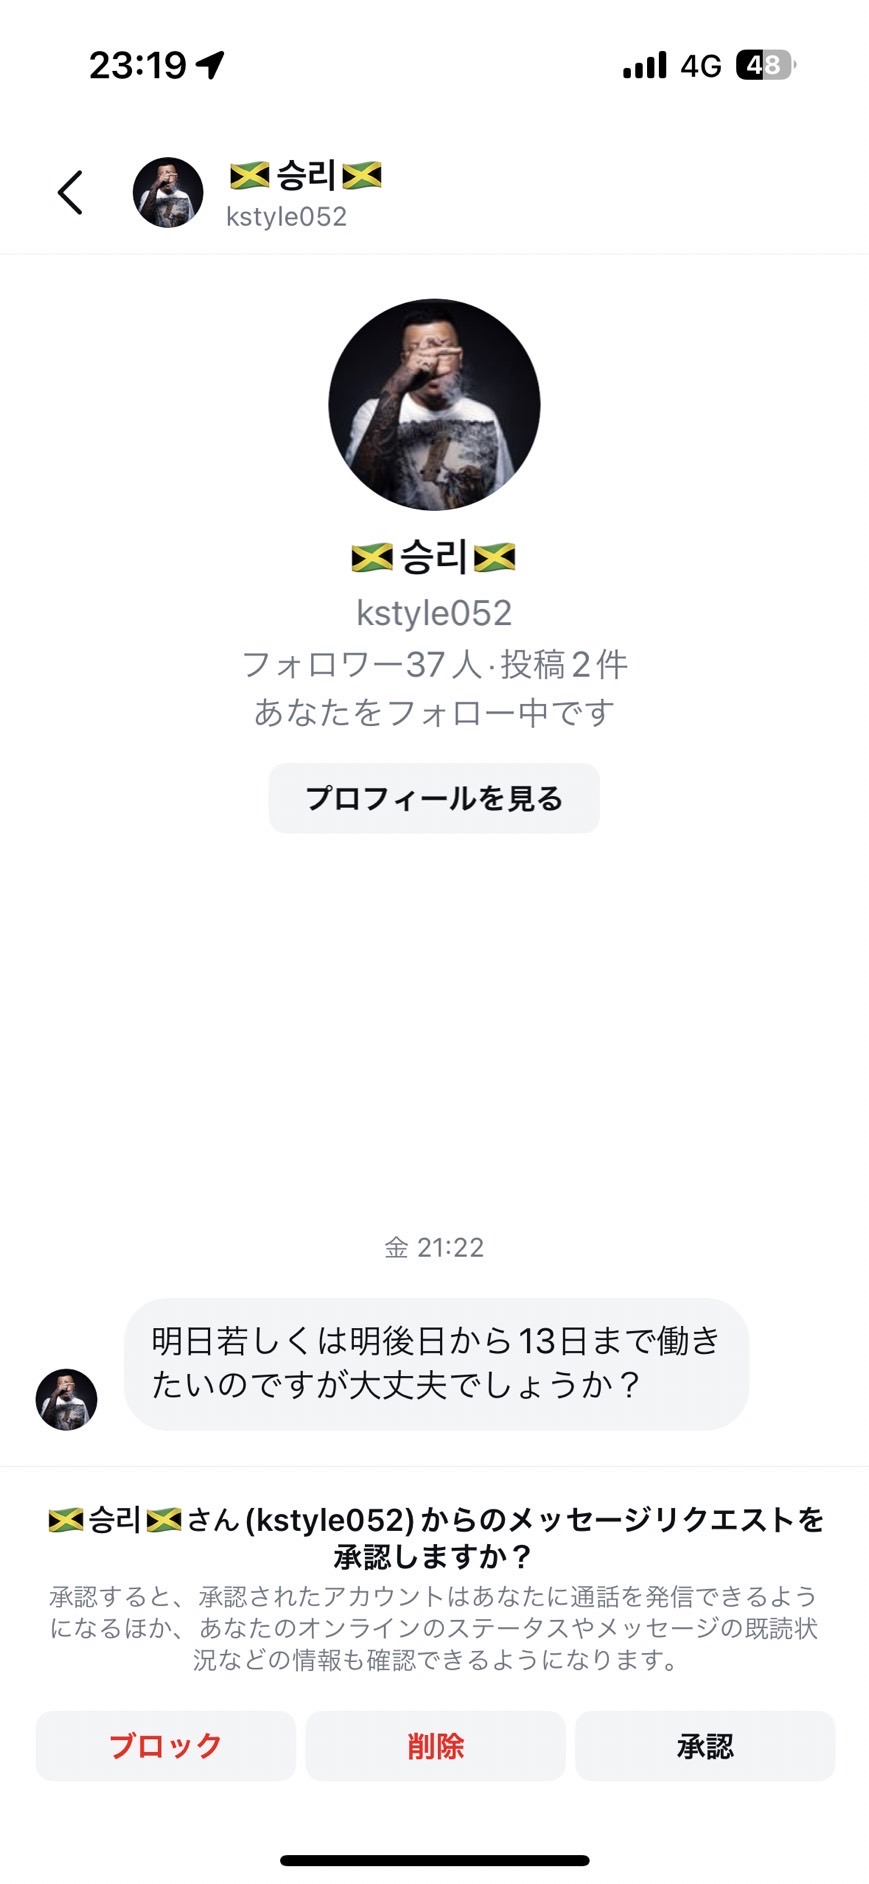 23:19 4G 48
🇯🇲승리🇯🇲
kstyle052
🇯🇲승리🇯🇲
kstyle052
フォロワー37人·投稿2件
あなたをフォロー中です
プロフィールを見る
金 21:22
明日若しくは明後日から13日まで働き
たいのですが大丈夫でしょうか？
🇯🇲승리🇯🇲さん(kstyle052)からのメッセージリクエストを
承認しますか？
承認すると、承認されたアカウントはあなたに通話を発信できるよう
になるほか、あなたのオンラインのステータスやメッセージの既読状
況などの情報も確認できるようになります。
ブロック 削除 承認